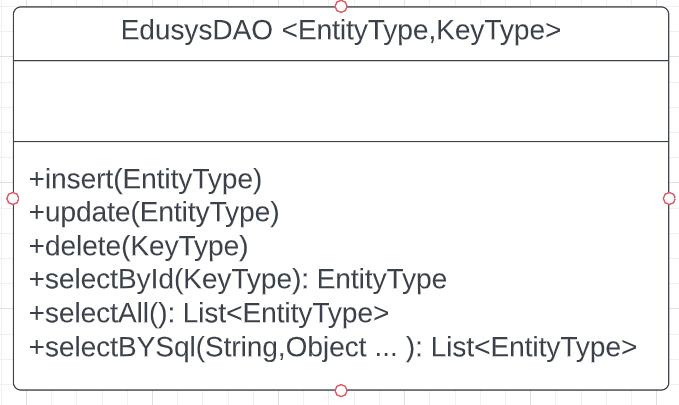 EdusysDAO <EntityType,KeyType>
+insert(EntityType)
+update(EntityType)
+delete(KeyType)
+selectById(KeyType): EntityType
+selectAll(): List<EntityType>
+selectBYSql(String,Object ... ): List<EntityType>